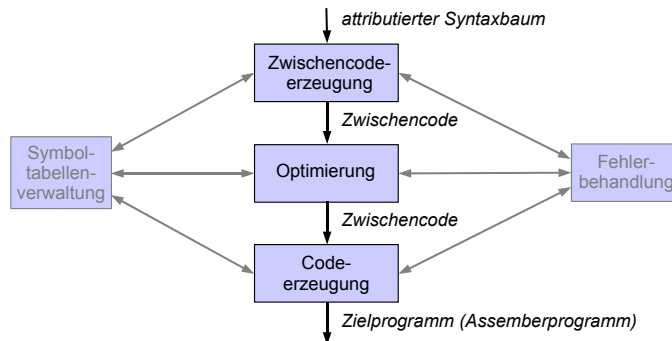 attributierter Syntaxbaum
Zwischencode-
erzeugung
Zwischencode
Symbol-
tabellen-
verwaltung
Optimierung
Fehler-
behandlung
Zwischencode
Code-
erzeugung
Zielprogramm (Assemberprogramm)